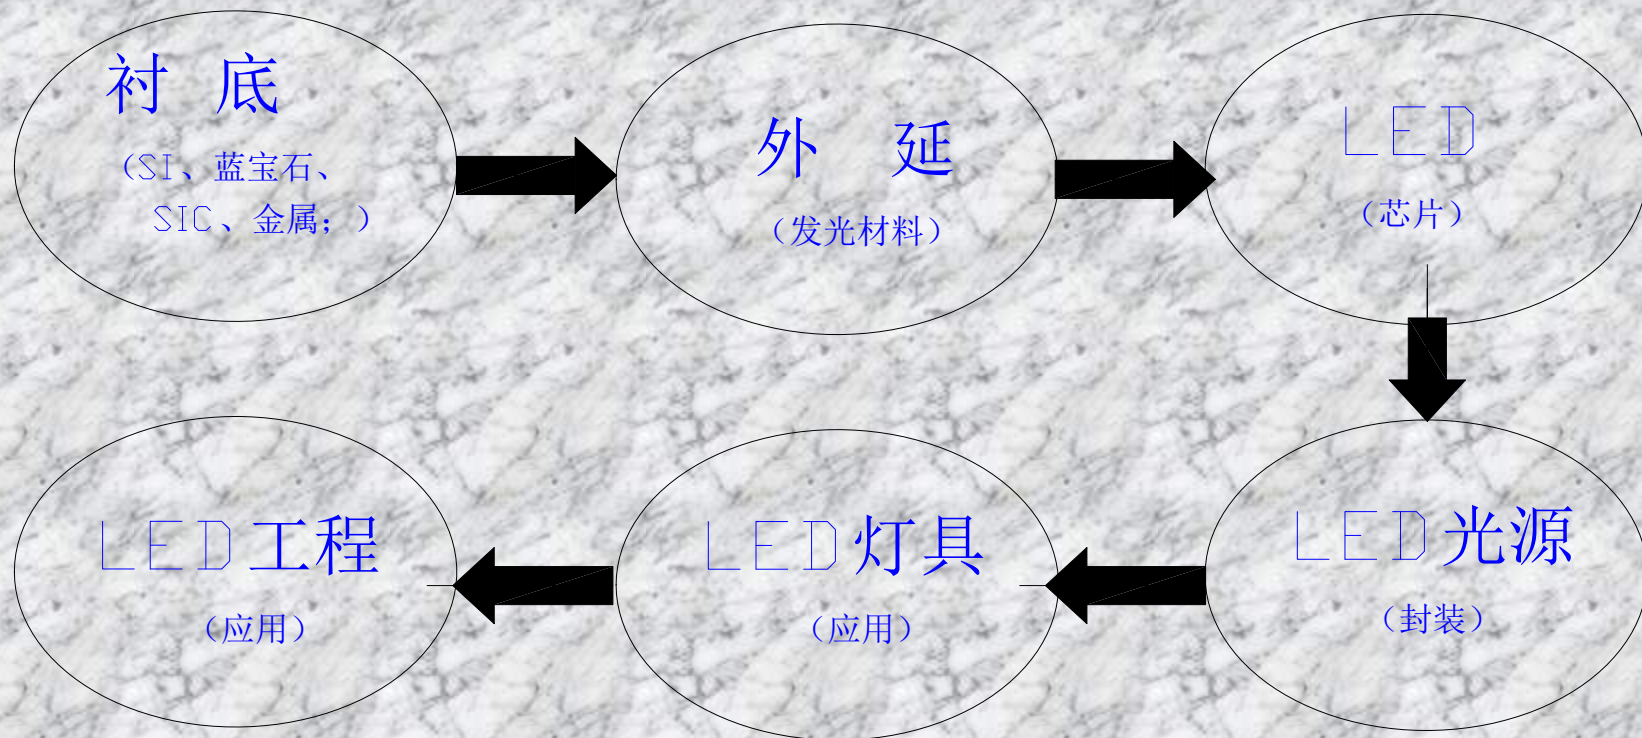 衬 底
（SI、蓝宝石、
SIC、金属；）
外 延
（发光材料）
LED
（芯片）
LED光源
（封装）
LED灯具
（应用）
LED工程
（应用）